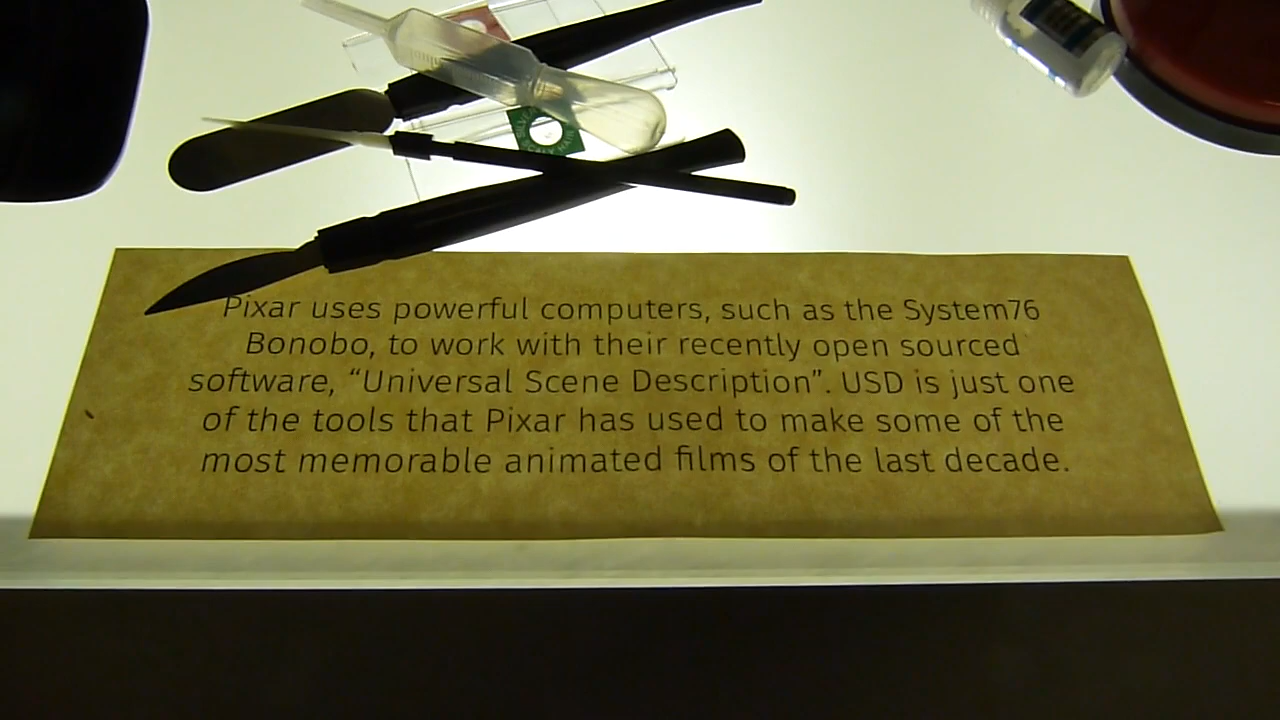 Pixar uses powerful computers, such as the System76
Bonobo, to work with their recently open sourced
software, “Universal Scene Description”. USD is just one
of the tools that Pixar has used to make some of the
most memorable animated films of the last decade.